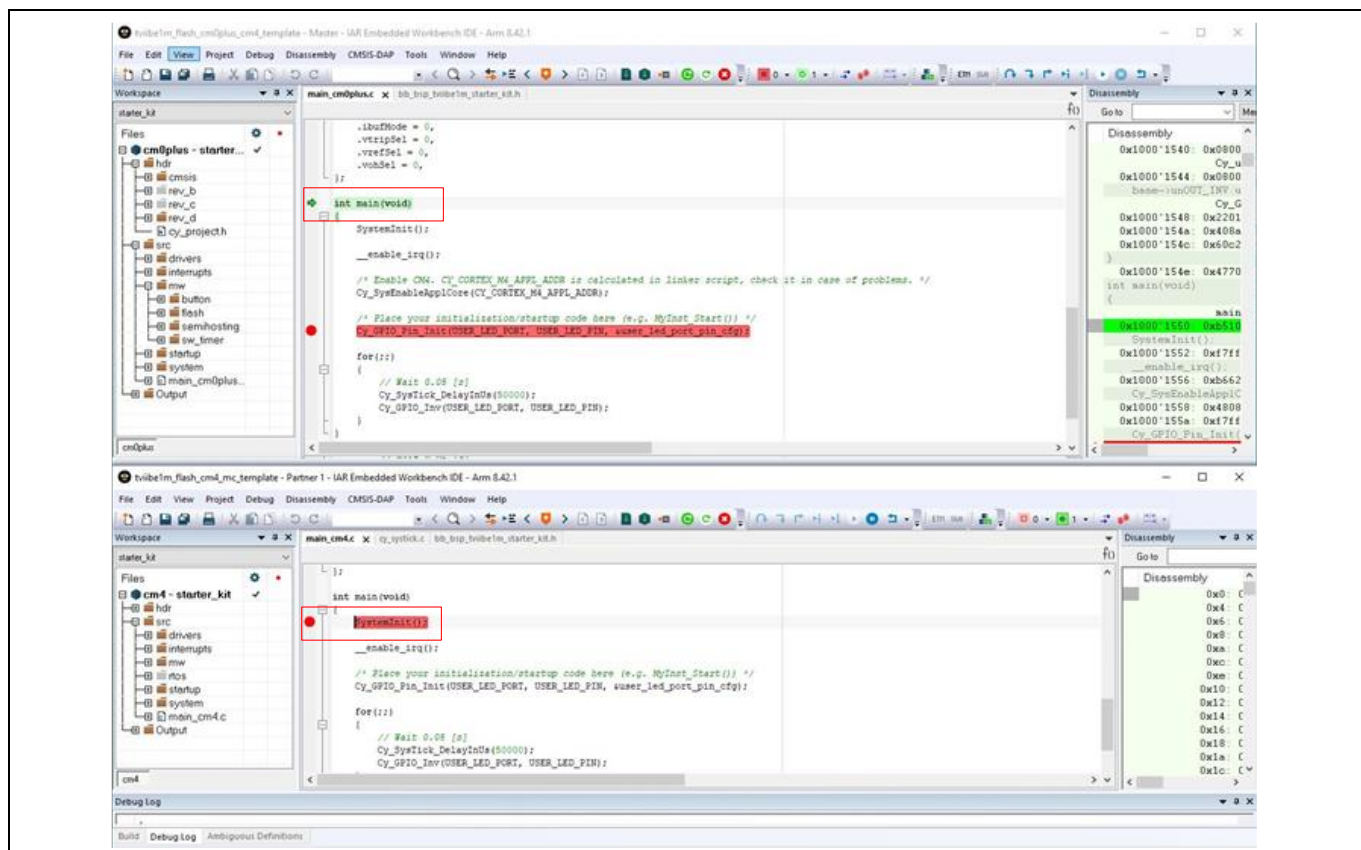 tviibe1m_flash_cm0plus_cm4_template - Master - IAR Embedded Workbench IDE - Arm 8.42.1
File Edit View Project Debug Disassembly CMSIS-DAP Tools Window Help
Workspace
main_cm0plus.c x bb_bsp_tviibe1m_starter_kit.h
Disassembly
starter_kit
f()
Go to
Files
Disassembly
cm0plus - starter...
hdr
cmsis
rev_b
rev_c
rev_d
cy_project.h
src
drivers
interrupts
mw
button
flash
semihosting
sw_timer
startup
system
main_cm0plus...
Output
cm0plus
.ibufMode = 0,
.vtripSel = 0,
.vrefSel = 0,
.vohSel = 0,
};
int main(void)
{
SystemInit();
__enable_irq();
/* Enable CM4. CY_CORTEX_M4_APPL_ADDR is calculated in linker script, check it in case of problems. */
Cy_SysEnableApplCore(CY_CORTEX_M4_APPL_ADDR);
/* Place your initialization/startup code here (e.g. MyInst_Start()) */
Cy_GPIO_Pin_Init(USER_LED_PORT, USER_LED_PIN, &user_led_port_pin_cfg);
for(;;)
{
// Wait 0.05 [s]
Cy_SysTick_DelayInUs(50000);
Cy_GPIO_Inv(USER_LED_PORT, USER_LED_PIN);
}
}
0x1000'1540: 0x0800
Cy_u
0x1000'1544: 0x0800
base->unOUT_INV.u
Cy_G
0x1000'1548: 0x2201
0x1000'154a: 0x408a
0x1000'154c: 0x60c2
}
0x1000'154e: 0x4770
int main(void)
{
main
0x1000'1550: 0xb510
SystemInit();
0x1000'1552: 0xf7ff
__enable_irq();
0x1000'1556: 0xb662
Cy_SysEnableApplC
0x1000'1558: 0x4808
0x1000'155a: 0xf7ff
Cy_GPIO_Pin_Init(
tviibe1m_flash_cm4_mc_template - Partner 1 - IAR Embedded Workbench IDE - Arm 8.42.1
File Edit View Project Debug Disassembly CMSIS-DAP Tools Window Help
Workspace
main_cm4.c x cy_systick.c bb_bsp_tviibe1m_starter_kit.h
Disassembly
starter_kit
f()
Go to
Files
Disassembly
cm4 - starter_kit
hdr
src
drivers
interrupts
mw
rtos
startup
system
main_cm4.c
Output
cm4
};
int main(void)
{
SystemInit();
__enable_irq();
/* Place your initialization/startup code here (e.g. MyInst_Start()) */
Cy_GPIO_Pin_Init(USER_LED_PORT, USER_LED_PIN, &user_led_port_pin_cfg);
for(;;)
{
// Wait 0.05 [s]
Cy_SysTick_DelayInUs(50000);
Cy_GPIO_Inv(USER_LED_PORT, USER_LED_PIN);
0x0:
0x4:
0x6:
0x8:
0xa:
0xc:
0xe:
0x10:
0x12:
0x14:
0x16:
0x18:
0x1a:
0x1c:
Debug Log
Build Debug Log Ambiguous Definitions